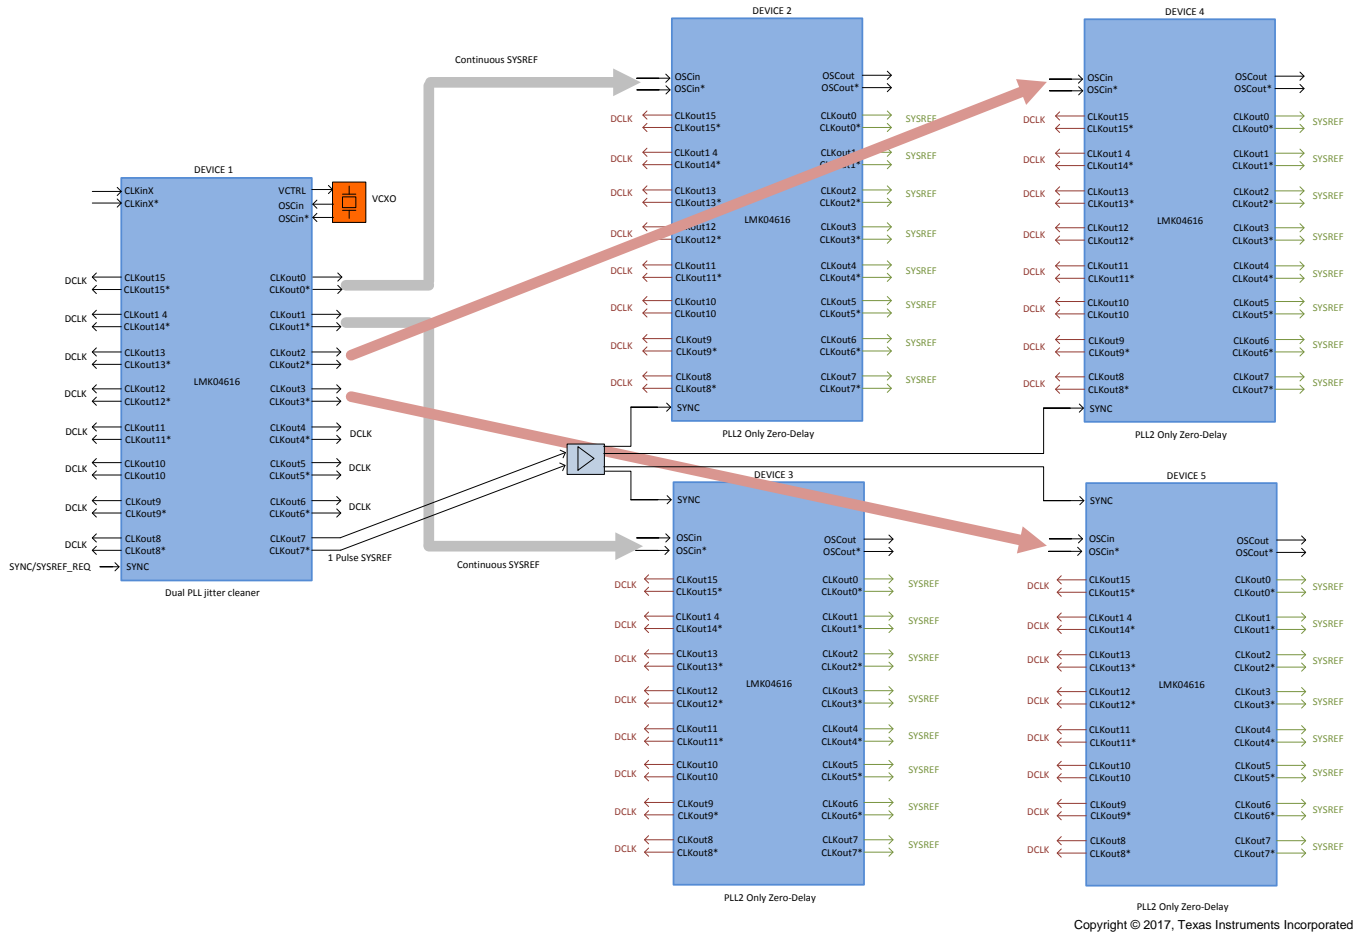 DEVICE 1
CLKinX
CLKinX*
VCTRL
OSCin
OSCin*
VCXO
DCLK
CLKout15
CLKout15*
CLKout0
CLKout0*
DCLK
CLKout1 4
CLKout14*
CLKout1
CLKout1*
DCLK
CLKout13
CLKout13*
CLKout2
CLKout2*
LMK04616
DCLK
CLKout12
CLKout12*
CLKout3
CLKout3*
DCLK
CLKout11
CLKout11*
CLKout4
CLKout4*
DCLK
DCLK
CLKout10
CLKout10
CLKout5
CLKout5*
DCLK
DCLK
CLKout9
CLKout9*
CLKout6
CLKout6*
DCLK
DCLK
CLKout8
CLKout8*
CLKout7
CLKout7*
1 Pulse SYSREF
SYNC/SYSREF_REQ
SYNC
Dual PLL jitter cleaner
Continuous SYSREF
Continuous SYSREF
DEVICE 2
OSCin
OSCin*
OSCout
OSCout*
DCLK
CLKout15
CLKout15*
CLKout0
CLKout0*
SYSREF
DCLK
CLKout1 4
CLKout14*
CLKout1
CLKout1*
SYSREF
DCLK
CLKout13
CLKout13*
CLKout2
CLKout2*
SYSREF
LMK04616
DCLK
CLKout12
CLKout12*
CLKout3
CLKout3*
SYSREF
DCLK
CLKout11
CLKout11*
CLKout4
CLKout4*
SYSREF
DCLK
CLKout10
CLKout10
CLKout5
CLKout5*
SYSREF
DCLK
CLKout9
CLKout9*
CLKout6
CLKout6*
SYSREF
DCLK
CLKout8
CLKout8*
CLKout7
CLKout7*
SYSREF
SYNC
PLL2 Only Zero-Delay
DEVICE 3
SYNC
OSCin
OSCin*
OSCout
OSCout*
DCLK
CLKout15
CLKout15*
CLKout0
CLKout0*
SYSREF
DCLK
CLKout1 4
CLKout14*
CLKout1
CLKout1*
SYSREF
DCLK
CLKout13
CLKout13*
CLKout2
CLKout2*
SYSREF
LMK04616
DCLK
CLKout12
CLKout12*
CLKout3
CLKout3*
SYSREF
DCLK
CLKout11
CLKout11*
CLKout4
CLKout4*
SYSREF
DCLK
CLKout10
CLKout10
CLKout5
CLKout5*
SYSREF
DCLK
CLKout9
CLKout9*
CLKout6
CLKout6*
SYSREF
DCLK
CLKout8
CLKout8*
CLKout7
CLKout7*
SYSREF
PLL2 Only Zero-Delay
DEVICE 4
OSCin
OSCin*
OSCout
OSCout*
DCLK
CLKout15
CLKout15*
CLKout0
CLKout0*
SYSREF
DCLK
CLKout1 4
CLKout14*
CLKout1
CLKout1*
SYSREF
DCLK
CLKout13
CLKout13*
CLKout2
CLKout2*
SYSREF
LMK04616
DCLK
CLKout12
CLKout12*
CLKout3
CLKout3*
SYSREF
DCLK
CLKout11
CLKout11*
CLKout4
CLKout4*
SYSREF
DCLK
CLKout10
CLKout10
CLKout5
CLKout5*
SYSREF
DCLK
CLKout9
CLKout9*
CLKout6
CLKout6*
SYSREF
DCLK
CLKout8
CLKout8*
CLKout7
CLKout7*
SYSREF
SYNC
PLL2 Only Zero-Delay
DEVICE 5
SYNC
OSCin
OSCin*
OSCout
OSCout*
DCLK
CLKout15
CLKout15*
CLKout0
CLKout0*
SYSREF
DCLK
CLKout1 4
CLKout14*
CLKout1
CLKout1*
SYSREF
DCLK
CLKout13
CLKout13*
CLKout2
CLKout2*
SYSREF
LMK04616
DCLK
CLKout12
CLKout12*
CLKout3
CLKout3*
SYSREF
DCLK
CLKout11
CLKout11*
CLKout4
CLKout4*
SYSREF
DCLK
CLKout10
CLKout10
CLKout5
CLKout5*
SYSREF
DCLK
CLKout9
CLKout9*
CLKout6
CLKout6*
SYSREF
DCLK
CLKout8
CLKout8*
CLKout7
CLKout7*
SYSREF
PLL2 Only Zero-Delay
Copyright © 2017, Texas Instruments Incorporated